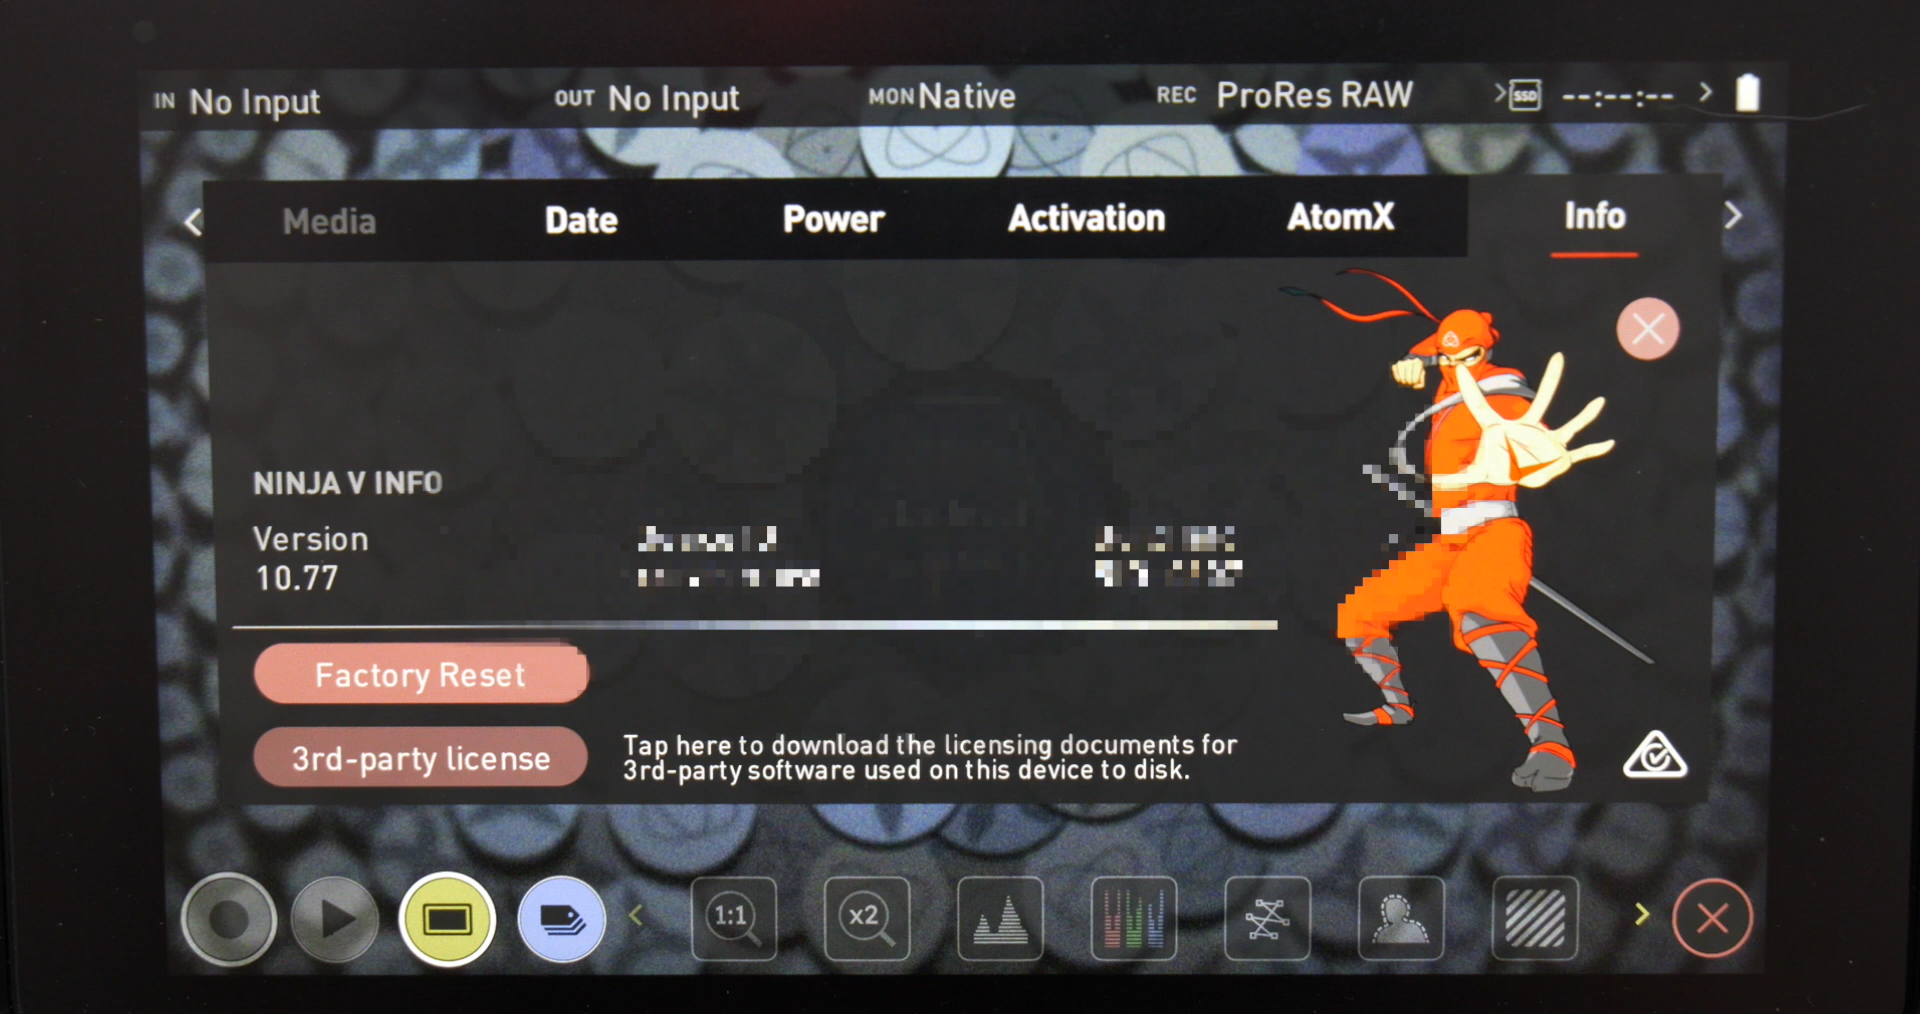 IN No Input OUT No Input MON Native REC ProRes RAW SSD --:--:--
Media Date Power Activation AtomX Info
NINJA V INFO
Version
10.77
Factory Reset
3rd-party license
Tap here to download the licensing documents for
3rd-party software used on this device to disk.
1:1 x2